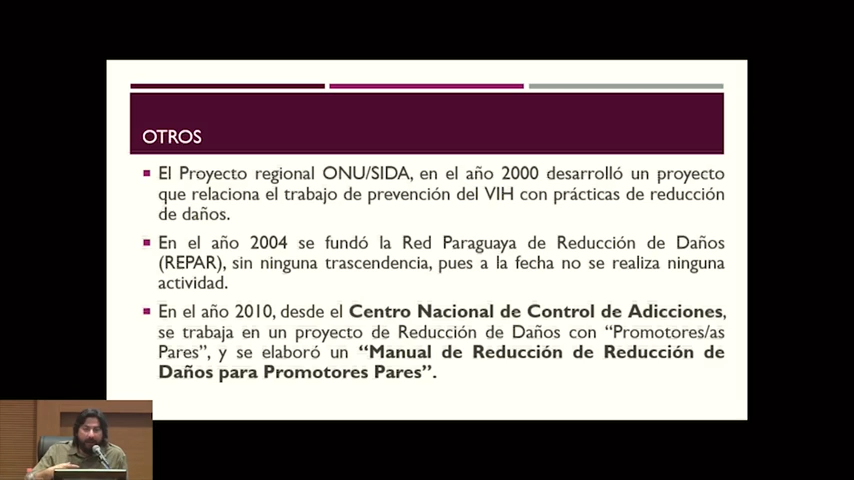 OTROS
El Proyecto regional ONU/SIDA, en el año 2000 desarrolló un proyecto
que relaciona el trabajo de prevención del VIH con prácticas de reducción
de daños.
En el año 2004 se fundó la Red Paraguaya de Reducción de Daños
(REPAR), sin ninguna trascendencia, pues a la fecha no se realiza ninguna
actividad.
En el año 2010, desde el Centro Nacional de Control de Adicciones,
se trabaja en un proyecto de Reducción de Daños con “Promotores/as
Pares”, y se elaboró un “Manual de Reducción de Reducción de
Daños para Promotores Pares”.